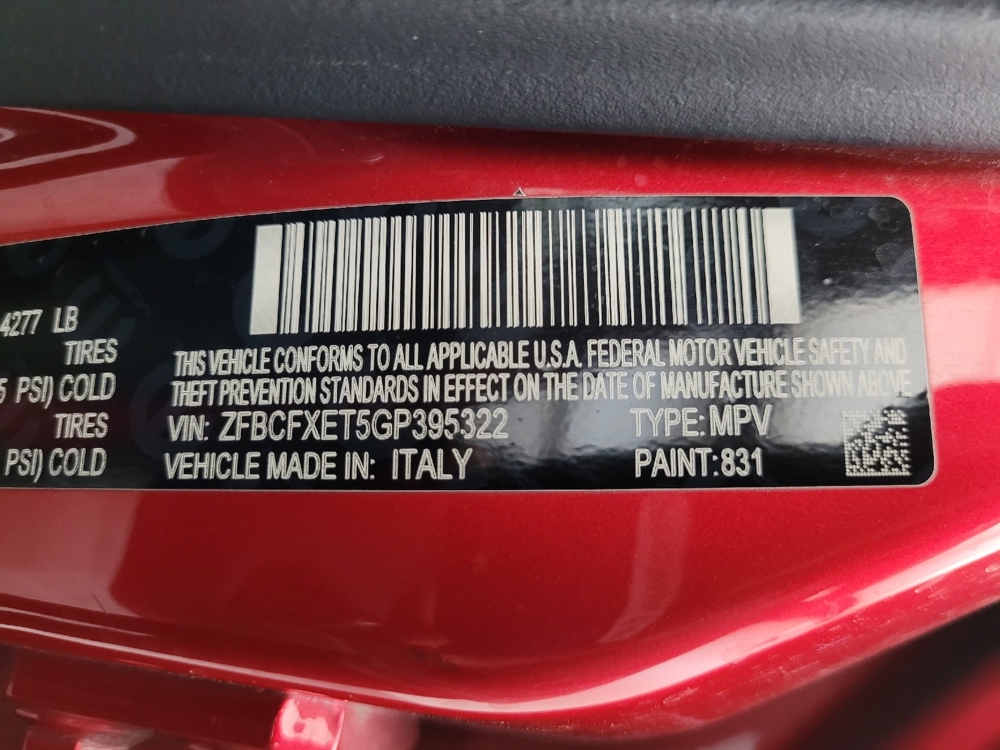 4277 LB
TIRES
5 PSI) COLD
TIRES
PSI) COLD
THIS VEHICLE CONFORMS TO ALL APPLICABLE U.S.A. FEDERAL MOTOR VEHICLE SAFETY AND
THEFT PREVENTION STANDARDS IN EFFECT ON THE DATE OF MANUFACTURE SHOWN ABOVE
VIN: ZFBCFXET5GP395322 TYPE: MPV
VEHICLE MADE IN: ITALY PAINT: 831